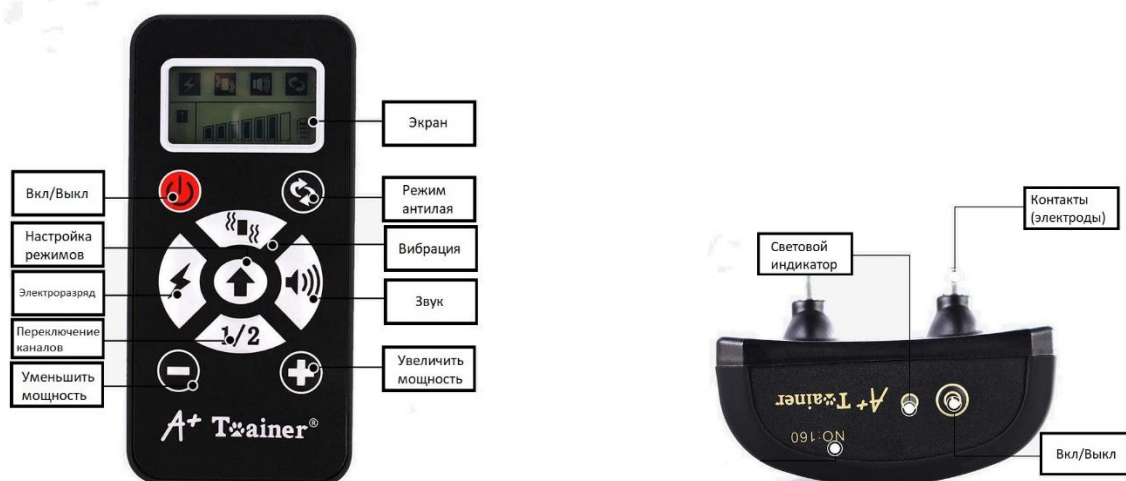 Экран
Вкл/Выкл
Режим
антилая
Настройка
режимов
Вибрация
Электроразряд
Звук
Переключение
каналов
1/2
Уменьшить
мощность
Увеличить
мощность
A+ Trainer®
Контакты
(электроды)
Световой
индикатор
A+ Trainer
NO:160
Вкл/Выкл